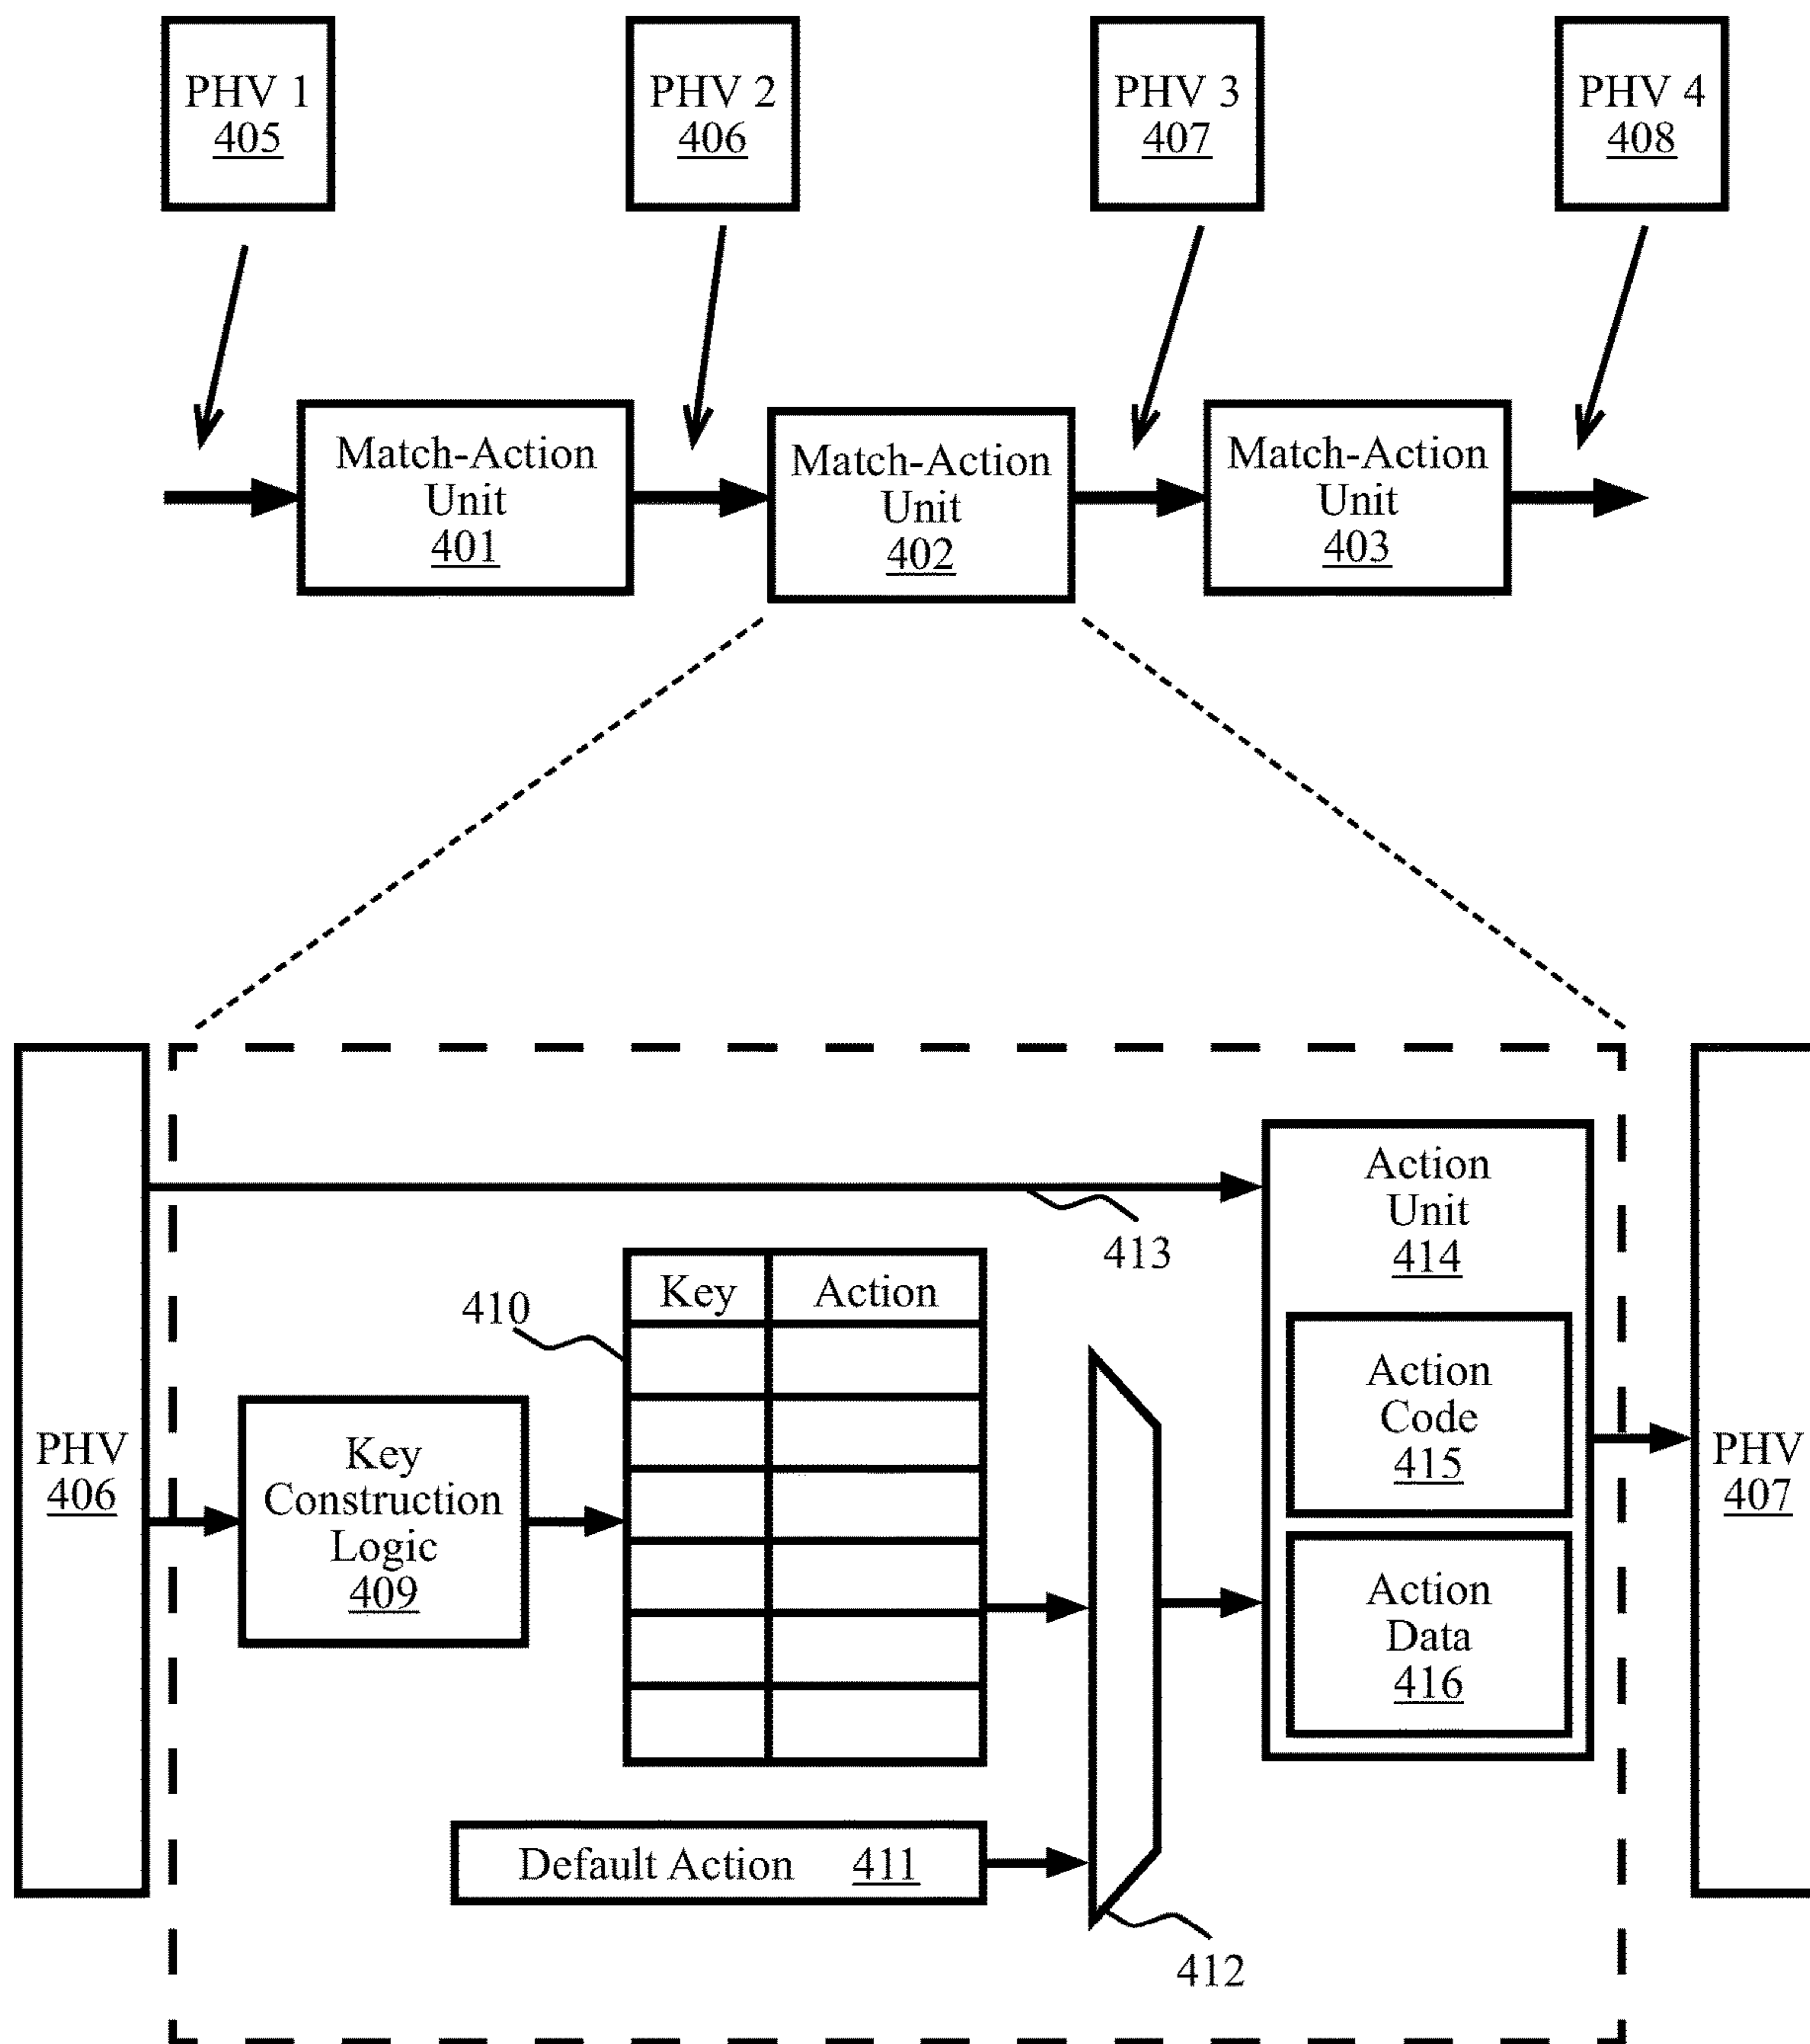 PHV 1
405
PHV 2
406
PHV 3
407
PHV 4
408
Match-Action
Unit
401
Match-Action
Unit
402
Match-Action
Unit
403
PHV
406
Key
Construction
Logic
409
410
Key Action
Default Action 411
412
413
Action
Unit
414
Action
Code
415
Action
Data
416
PHV
407